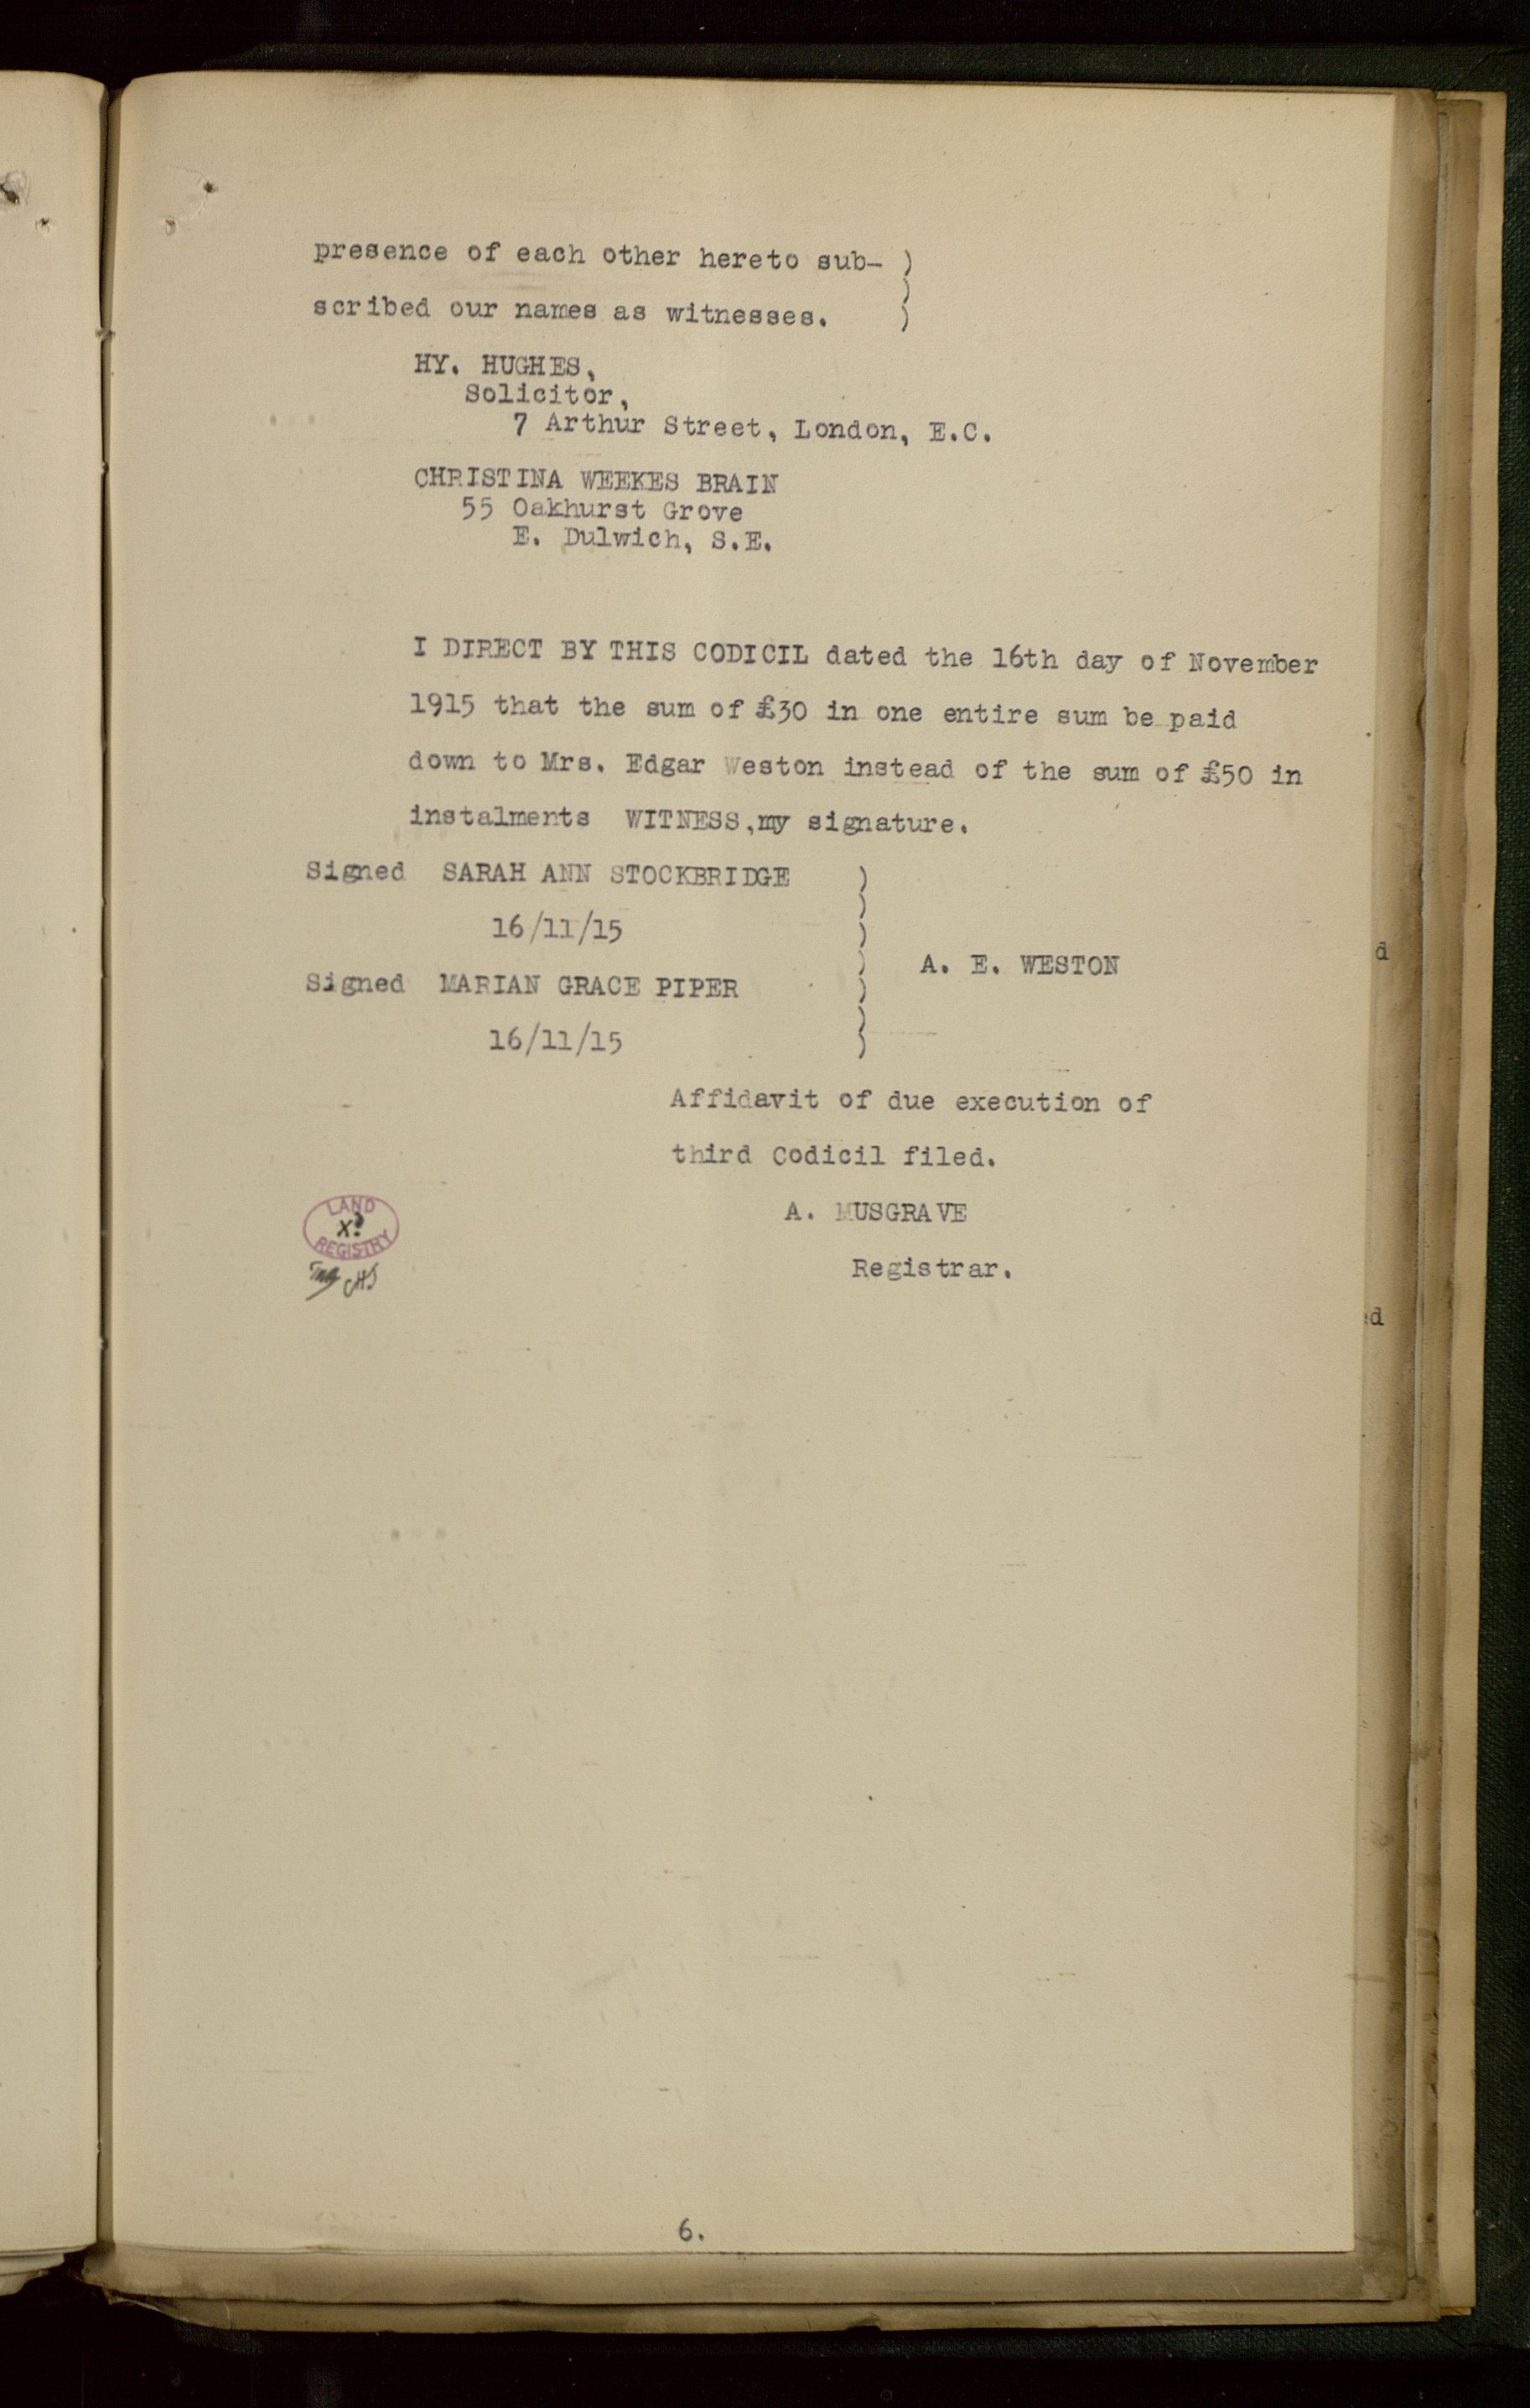 presence of each other hereto sub- )
)
scribed our names as witnesses. )
HY. HUGHES,
Solicitor,
7 Arthur Street, London, E.C.
CHRISTINA WEEKES BRAIN
55 Oakhurst Grove
E. Dulwich, S.E.
I DIRECT BY THIS CODICIL dated the 16th day of November
1915 that the sum of £30 in one entire sum be paid
down to Mrs. Edgar Weston instead of the sum of £50 in
instalments WITNESS,my signature.
Signed SARAH ANN STOCKBRIDGE )
)
16/11/15 )
) A. E. WESTON
Signed MARIAN GRACE PIPER )
)
16/11/15 )
Affidavit of due execution of
third Codicil filed.
A. MUSGRAVE
Registrar.
LAND
REGISTRY
6.
d
d